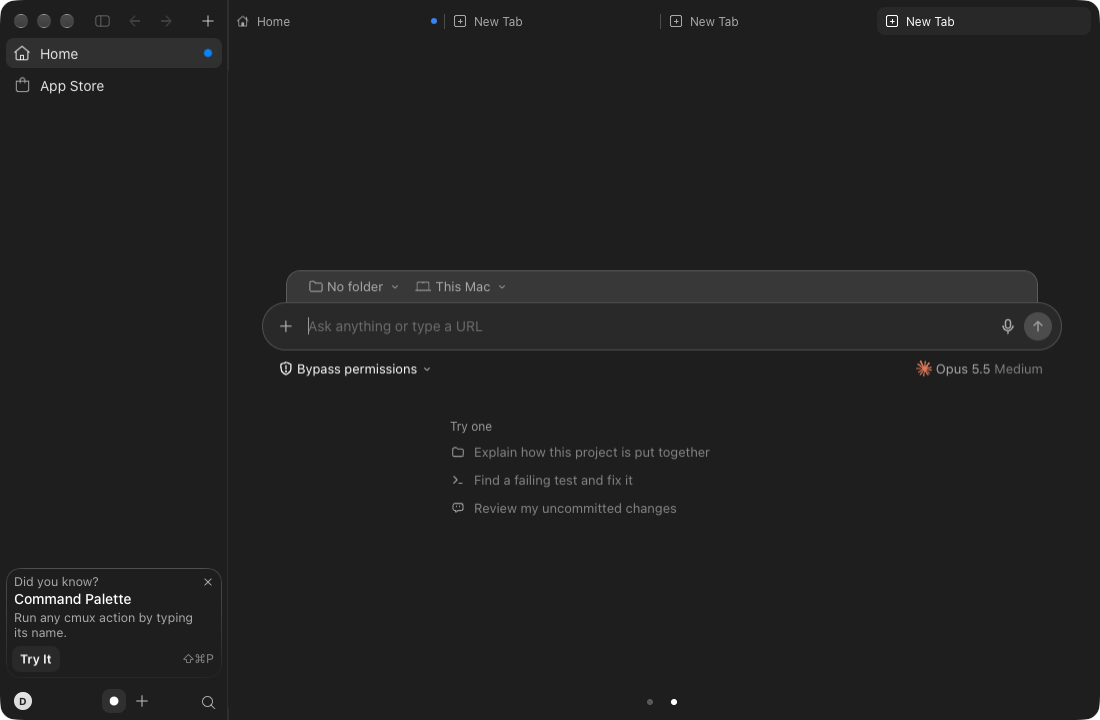 Home
New Tab
New Tab
New Tab
Home
App Store
No folder
This Mac
Ask anything or type a URL
Bypass permissions
Opus 5.5 Medium
Try one
Explain how this project is put together
Find a failing test and fix it
Review my uncommitted changes
Did you know?
Command Palette
Run any cmux action by typing
its name.
Try It
⇧⌘P
D